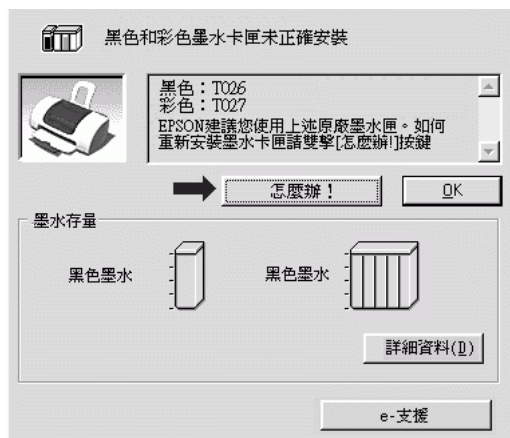 黑色和彩色墨水卡匣未正確安裝
黑色：T026
彩色：T027
EPSON建議您使用上述原廠墨水匣。如何
重新安裝墨水卡匣請雙擊[怎麼辦!]按鍵
怎麼辦！
OK
墨水存量
黑色墨水
黑色墨水
詳細資料(D)
e-支援